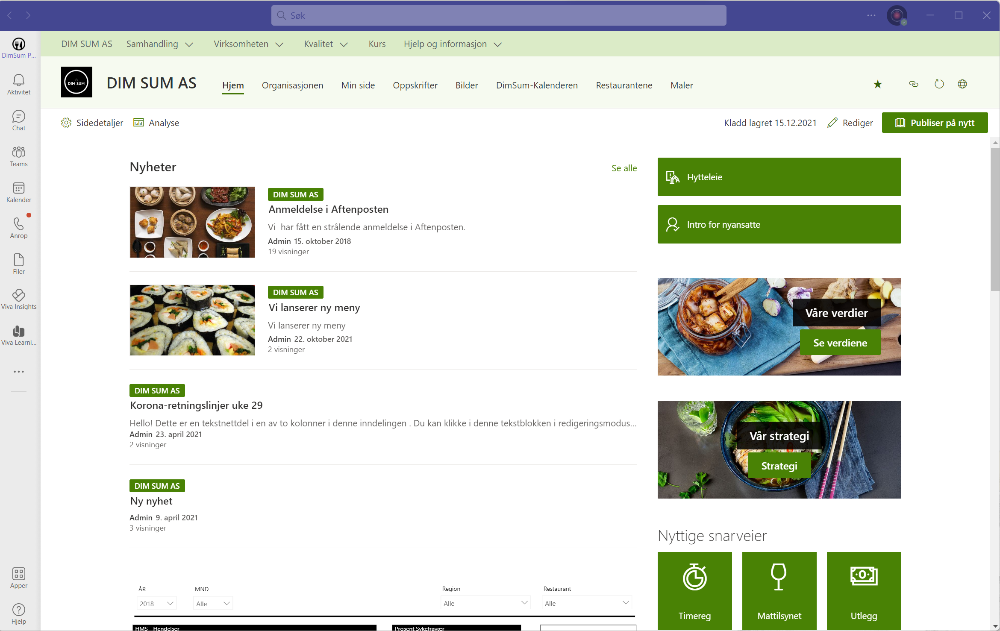 Søk
DimSum P...
Aktivitet
Chat
Teams
Kalender
Anrop
Filer
Viva Insights
Viva Learni...
Apper
Hjelp
DIM SUM AS Samhandling Virksomheten Kvalitet Kurs Hjelp og informasjon
DIM SUM
DIM SUM AS
Hjem Organisasjonen Min side Oppskrifter Bilder DimSum-Kalenderen Restaurantene Maler
Sidedetaljer Analyse
Kladd lagret 15.12.2021 Rediger Publiser på nytt
Nyheter
Se alle
DIM SUM AS
Anmeldelse i Aftenposten
Vi har fått en strålende anmeldelse i Aftenposten.
Admin 15. oktober 2018
19 visninger
DIM SUM AS
Vi lanserer ny meny
Vi lanserer ny meny
Admin 22. oktober 2021
2 visninger
DIM SUM AS
Korona-retningslinjer uke 29
Hello! Dette er en tekstnettdel i en av to kolonner i denne inndelingen . Du kan klikke i denne tekstblokken i redigeringsmodus...
Admin 23. april 2021
2 visninger
DIM SUM AS
Ny nyhet
Admin 9. april 2021
3 visninger
ÅR MND Region Restaurant
2018 Alle Alle Alle
HMS - Hendelser Prosent Sykefravær
Hytteleie
Intro for nyansatte
Våre verdier
Se verdiene
Vår strategi
Strategi
Nyttige snarveier
Timereg Mattilsynet Utlegg